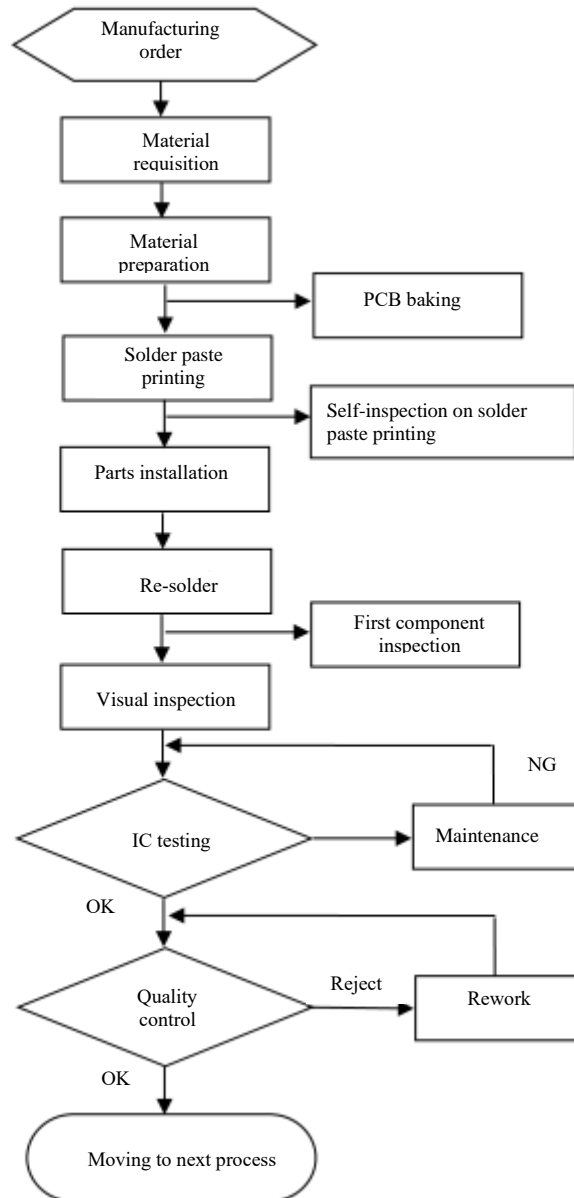 Manufacturing
order
Material
requisition
Material
preparation
PCB baking
Solder paste
printing
Self-inspection on solder
paste printing
Parts installation
Re-solder
First component
inspection
Visual inspection
NG
IC testing
Maintenance
OK
Quality
control
Reject
Rework
OK
Moving to next process